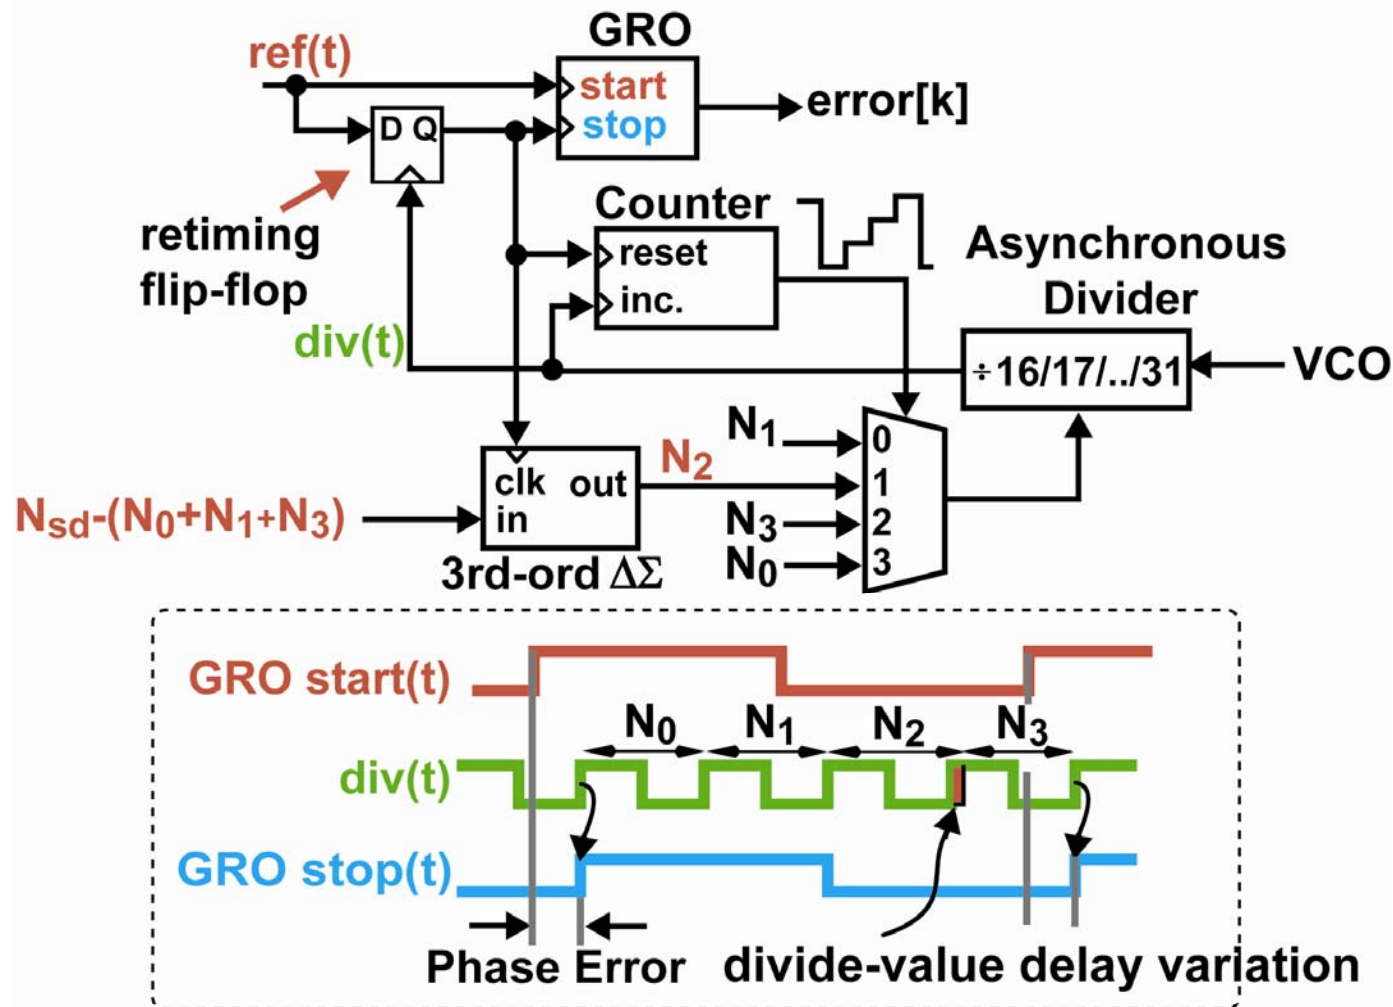 GRO
ref(t)
start
stop
error[k]
D Q
retiming
flip-flop
Counter
reset
inc.
Asynchronous
Divider
÷16/17/../31
VCO
div(t)
N₁
0
N₂
1
N₃
2
N₀
3
clk out
in
Nsd-(N₀+N₁+N₃)
3rd-ord ΔΣ
GRO start(t)
N₀ N₁ N₂ N₃
div(t)
GRO stop(t)
Phase Error
divide-value delay variation